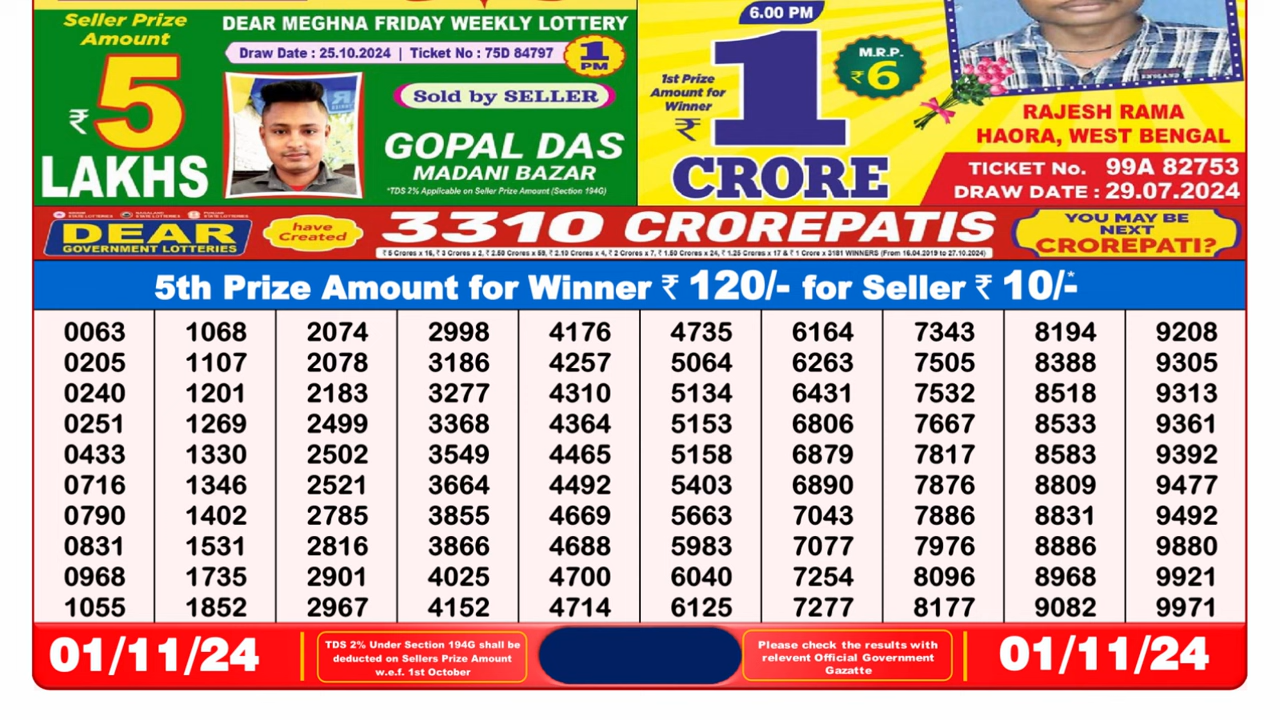 Seller Prize
Amount
₹5
LAKHS
DEAR MEGHNA FRIDAY WEEKLY LOTTERY
Draw Date : 25.10.2024 | Ticket No : 75D 84797
1
PM
Sold by SELLER
GOPAL DAS
MADANI BAZAR
*TDS 2% Applicable on Seller Prize Amount (Section 194G)
6.00 PM
1st Prize
Amount for
Winner
₹ 1
CRORE
M.R.P.
₹6
ENGLAND
RAJESH RAMA
HAORA, WEST BENGAL
TICKET No. 99A 82753
DRAW DATE : 29.07.2024
DEAR
GOVERNMENT LOTTERIES
have
Created
3310 CROREPATIS
YOU MAY BE
NEXT
CROREPATI?
5th Prize Amount for Winner ₹ 120/- for Seller ₹ 10/-*
0063 1068 2074 2998 4176 4735 6164 7343 8194 9208
0205 1107 2078 3186 4257 5064 6263 7505 8388 9305
0240 1201 2183 3277 4310 5134 6431 7532 8518 9313
0251 1269 2499 3368 4364 5153 6806 7667 8533 9361
0433 1330 2502 3549 4465 5158 6879 7817 8583 9392
0716 1346 2521 3664 4492 5403 6890 7876 8809 9477
0790 1402 2785 3855 4669 5663 7043 7886 8831 9492
0831 1531 2816 3866 4688 5983 7077 7976 8886 9880
0968 1735 2901 4025 4700 6040 7254 8096 8968 9921
1055 1852 2967 4152 4714 6125 7277 8177 9082 9971
01/11/24
TDS 2% Under Section 194G shall be
deducted on Sellers Prize Amount
w.e.f. 1st October
Please check the results with
relevent Official Government
Gazatte
01/11/24